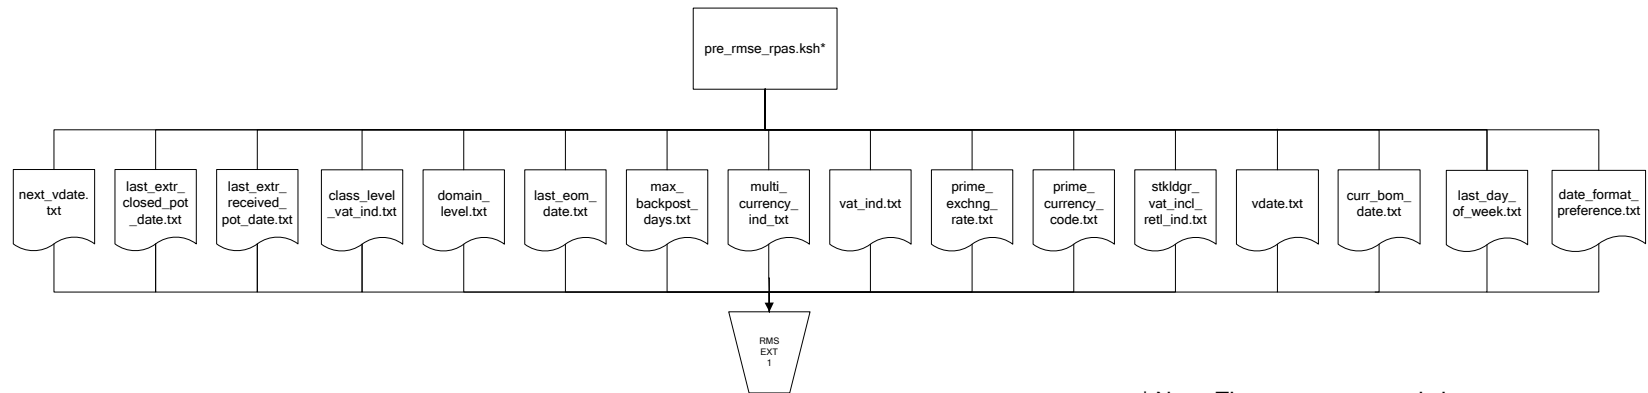 pre_rmse_rpas.ksh*
next_vdate.
txt
last_extr_
closed_pot
_date.txt
last_extr_
received_
pot_date.txt
class_level
_vat_ind.txt
domain_
level.txt
last_eom_
date.txt
max_
backpost_
days.txt
multi_
currency_
ind_txt
vat_ind.txt
prime_
exchng_
rate.txt
prime_
currency_
code.txt
stkldgr_
vat_incl_
retl_ind.txt
vdate.txt
curr_bom_
date.txt
last_day_
of_week.txt
date_format_
preference.txt
RMS
EXT
1